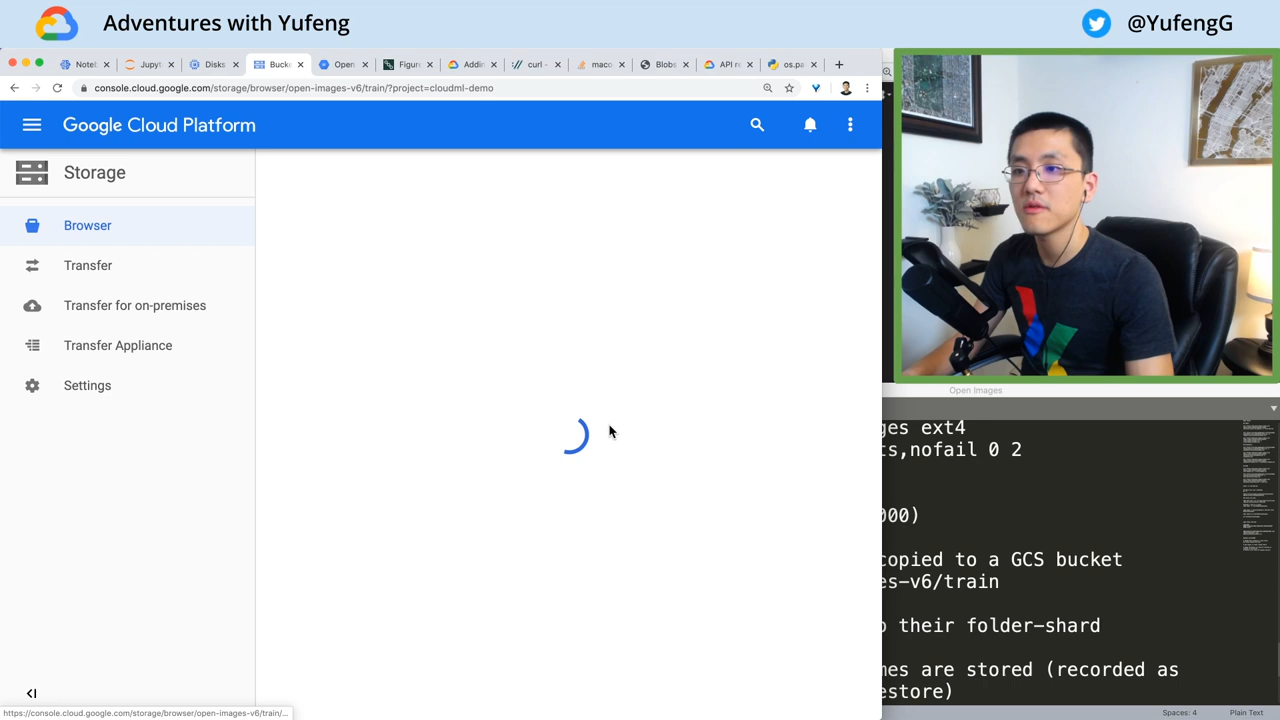 Adventures with Yufeng
@YufengG
Note
Jupyt
Disks
Bucke
Open
Figur
Addin
curl -
maco
Blobs
API re
os.pa
console.cloud.google.com/storage/browser/open-images-v6/train/?project=cloudml-demo
Google Cloud Platform
Storage
Browser
Transfer
Transfer for on-premises
Transfer Appliance
Settings
https://console.cloud.google.com/storage/browser/open-images-v6/train/...
Open Images
ges ext4
ts,nofail 0 2
000)
copied to a GCS bucket
es-v6/train
o their folder-shard
mes are stored (recorded as
estore)
Spaces: 4
Plain Text